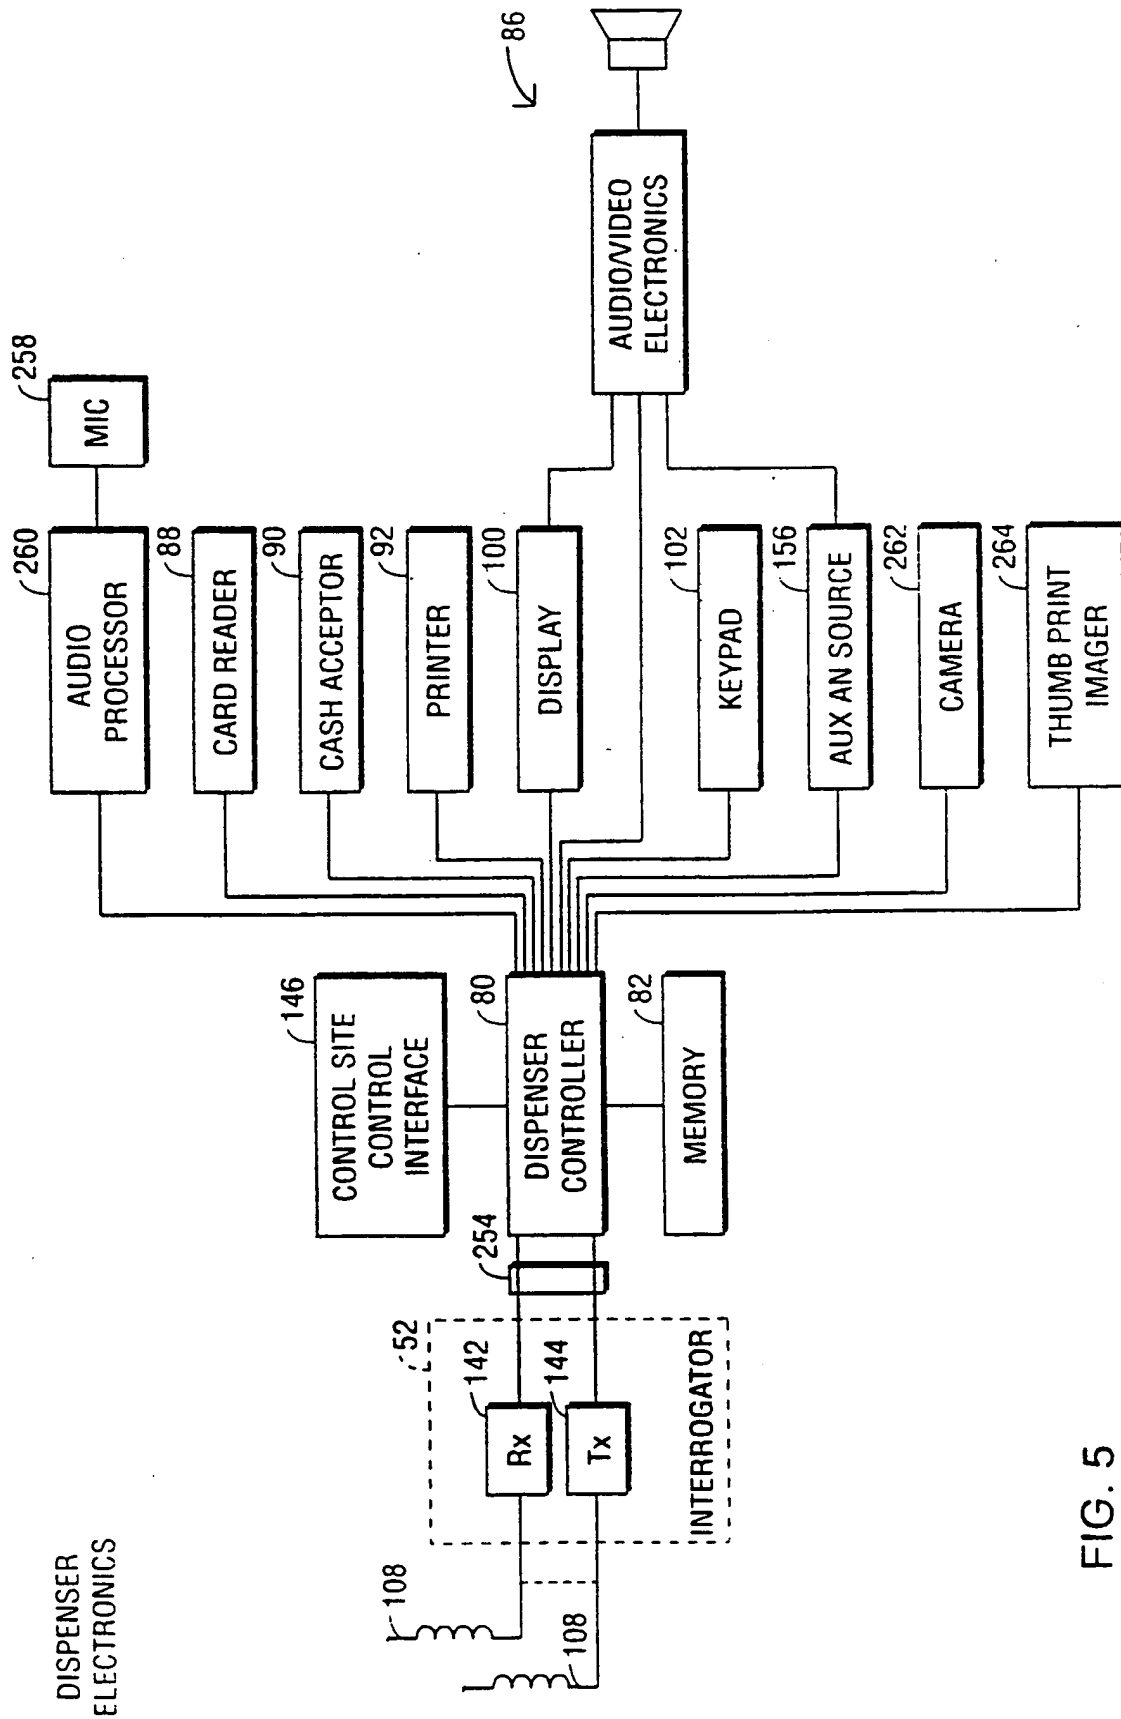 DISPENSER
ELECTRONICS
108
108
52
142
Rx
144
Tx
INTERROGATOR
254
146
CONTROL SITE
CONTROL
INTERFACE
80
DISPENSER
CONTROLLER
82
MEMORY
260
AUDIO
PROCESSOR
258
MIC
88
CARD READER
90
CASH ACCEPTOR
92
PRINTER
100
DISPLAY
102
KEYPAD
156
AUX AN SOURCE
262
CAMERA
264
THUMB PRINT
IMAGER
AUDIO/VIDEO
ELECTRONICS
86
FIG. 5